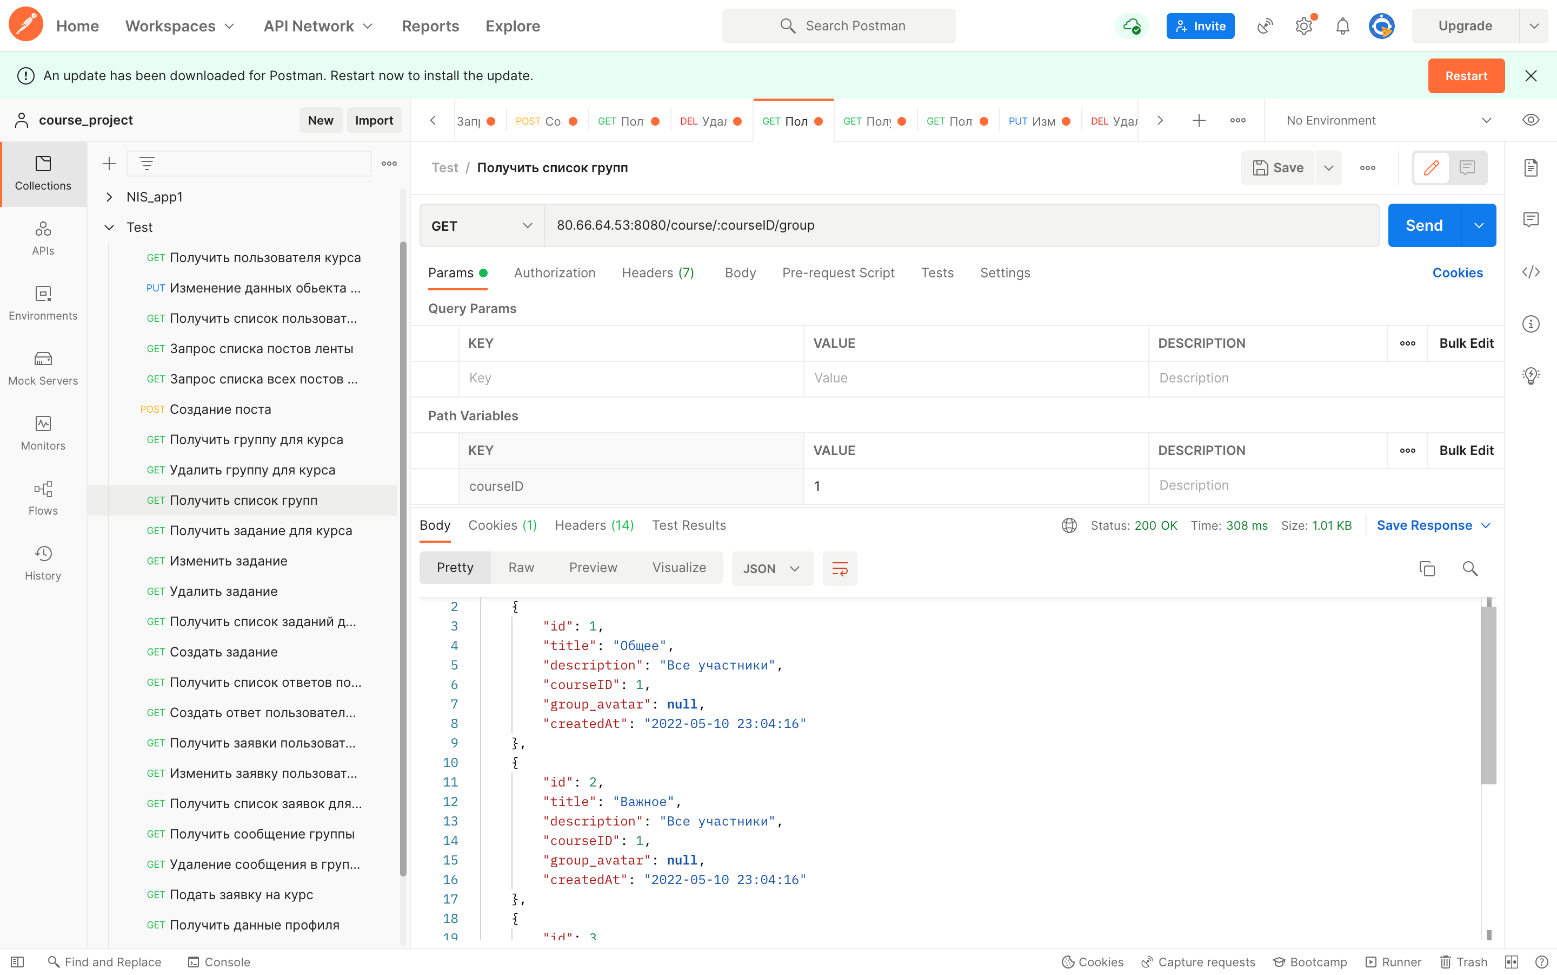 Home
Workspaces
API Network
Reports
Explore
Search Postman
Invite
Upgrade
An update has been downloaded for Postman. Restart now to install the update.
Restart
course_project
New
Import
POST Co
GET Пол
DEL Удал
GET Пол
GET Пол
GET Пол
PUT Изм
DEL Удал
No Environment
Collections
APIs
Environments
Mock Servers
Monitors
Flows
History
NIS_app1
Test
GET Получить пользователя курса
PUT Изменение данных обьекта ...
GET Получить список пользоват...
GET Запрос списка постов ленты
GET Запрос списка всех постов ...
POST Создание поста
GET Получить группу для курса
GET Удалить группу для курса
GET Получить список групп
GET Получить задание для курса
GET Изменить задание
GET Удалить задание
GET Получить список заданий д...
GET Создать задание
GET Получить список ответов по...
GET Создать ответ пользовател...
GET Получить заявки пользоват...
GET Изменить заявку пользоват...
GET Получить список заявок для...
GET Получить сообщение группы
GET Удаление сообщения в груп...
GET Подать заявку на курс
GET Получить данные профиля
Test / Получить список групп
Save
GET
80.66.64.53:8080/course/:courseID/group
Send
Params
Authorization
Headers (7)
Body
Pre-request Script
Tests
Settings
Cookies
Query Params
KEY
VALUE
DESCRIPTION
Bulk Edit
Key
Value
Description
Path Variables
KEY
VALUE
DESCRIPTION
Bulk Edit
courseID
1
Description
Body
Cookies (1)
Headers (14)
Test Results
Status: 200 OK
Time: 308 ms
Size: 1.01 KB
Save Response
Pretty
Raw
Preview
Visualize
JSON
2 {
3 "id": 1,
4 "title": "Общее",
5 "description": "Все участники",
6 "courseID": 1,
7 "group_avatar": null,
8 "createdAt": "2022-05-10 23:04:16"
9 },
10 {
11 "id": 2,
12 "title": "Важное",
13 "description": "Все участники",
14 "courseID": 1,
15 "group_avatar": null,
16 "createdAt": "2022-05-10 23:04:16"
17 },
18 {
19 "id": 3
Find and Replace
Console
Cookies
Capture requests
Bootcamp
Runner
Trash